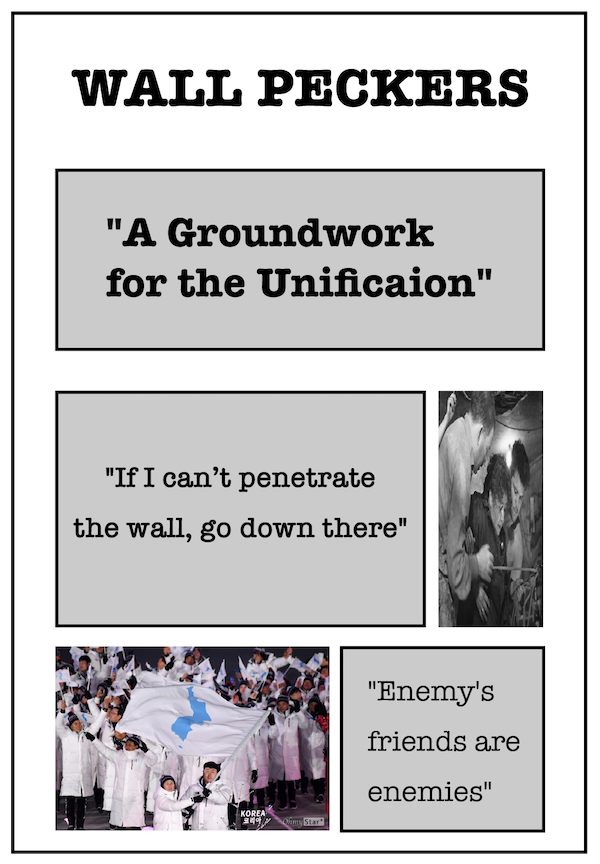 WALL PECKERS
"A Groundwork
for the Unificaion"
"If I can’t penetrate
the wall, go down there"
"Enemy's
friends are
enemies"
KOREA
코리아
OhmyStar